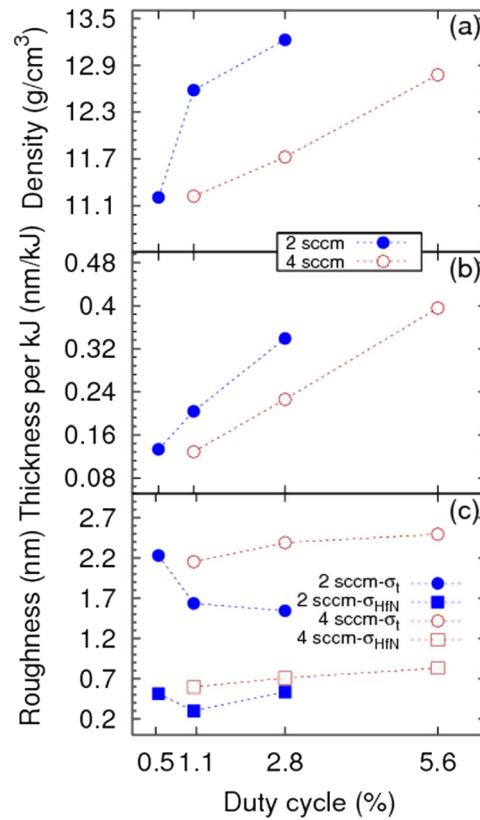 (a)
13.5
12.9
12.3
11.7
11.1
Density (g/cm³)
2 sccm
4 sccm
(b)
0.48
0.4
0.32
0.24
0.16
0.08
Thickness per kJ (nm/kJ)
(c)
2.7
2.2
1.7
1.2
0.7
0.2
Roughness (nm)
2 sccm-σt
2 sccm-σHfN
4 sccm-σt
4 sccm-σHfN
0.5 1.1 2.8 5.6
Duty cycle (%)